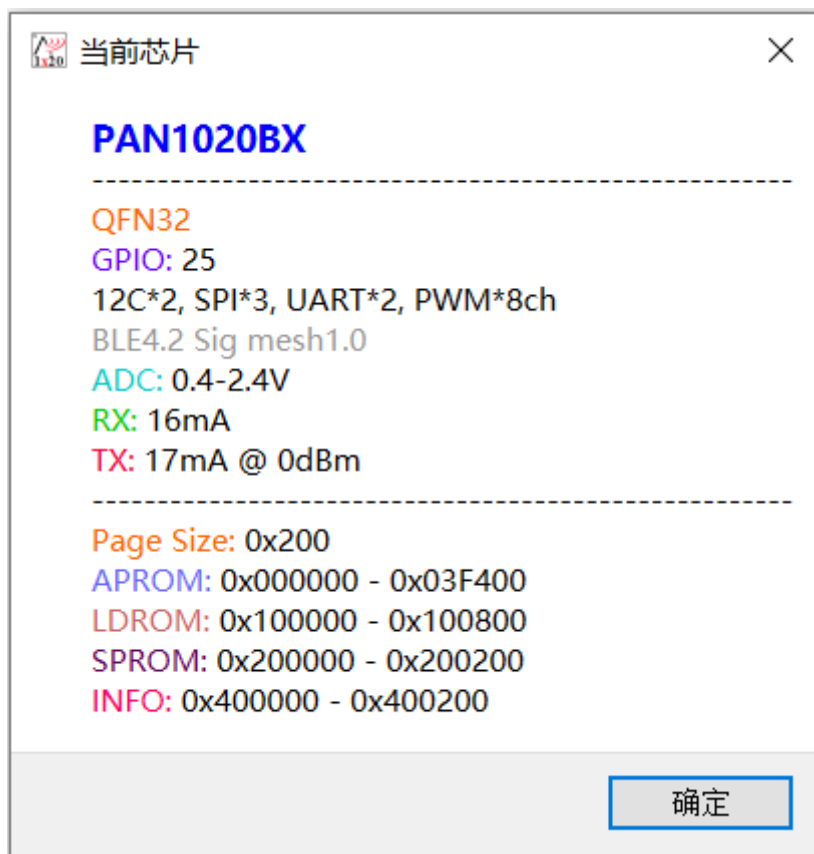 1x20
当前芯片
PAN1020BX
------------------------------------------------------
QFN32
GPIO: 25
12C*2, SPI*3, UART*2, PWM*8ch
BLE4.2 Sig mesh1.0
ADC: 0.4-2.4V
RX: 16mA
TX: 17mA @ 0dBm
------------------------------------------------------
Page Size: 0x200
APROM: 0x000000 - 0x03F400
LDROM: 0x100000 - 0x100800
SPROM: 0x200000 - 0x200200
INFO: 0x400000 - 0x400200
确定